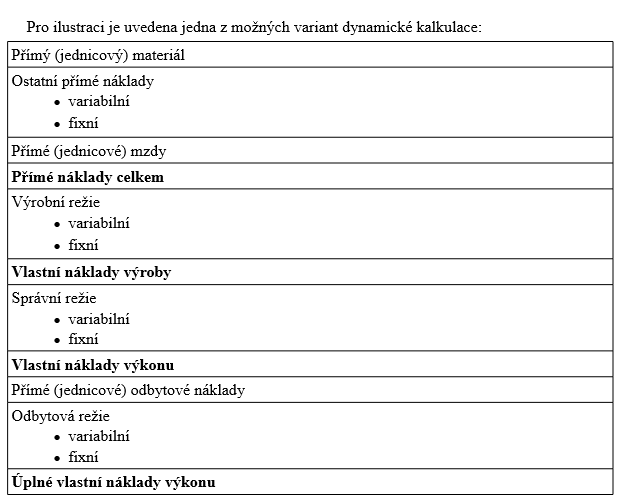 Pro ilustraci je uvedena jedna z možných variant dynamické kalkulace:
Přímý (jednicový) materiál
Ostatní přímé náklady
• variabilní
• fixní
Přímé (jednicové) mzdy
Přímé náklady celkem
Výrobní režie
• variabilní
• fixní
Vlastní náklady výroby
Správní režie
• variabilní
• fixní
Vlastní náklady výkonu
Přímé (jednicové) odbytové náklady
Odbytová režie
• variabilní
• fixní
Úplné vlastní náklady výkonu